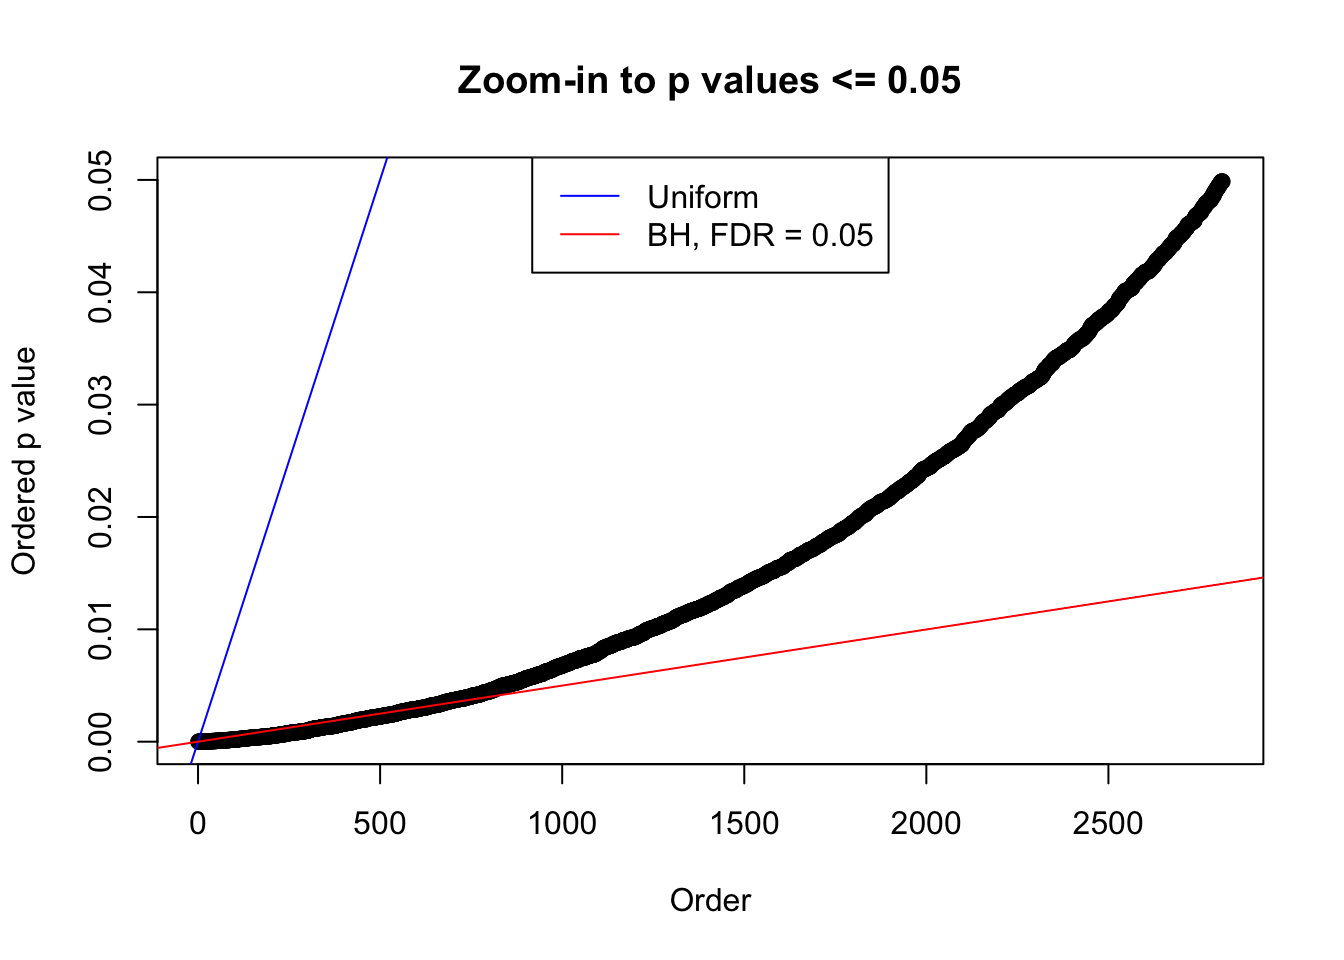 Zoom-in to p values <= 0.05
Uniform
BH, FDR = 0.05
Ordered p value
0.05
0.04
0.03
0.02
0.01
0.00
0 500 1000 1500 2000 2500
Order